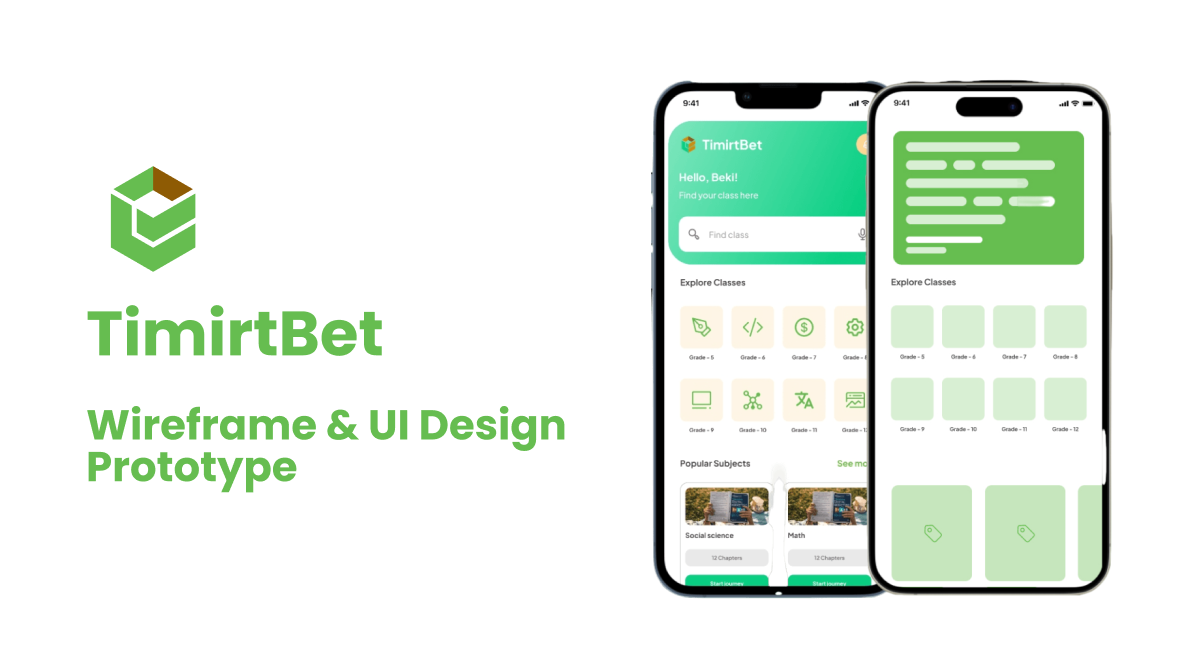 TimirtBet
Wireframe & UI Design
Prototype
9:41
TimirtBet
Hello, Beki!
Find your class here
Find class
Explore Classes
Grade - 5
Grade - 6
Grade - 7
Grade - 8
Grade - 9
Grade - 10
Grade - 11
Grade - 1
Popular Subjects
See mo
Social science
Math
12 Chapters
12 Chapters
Start journey
Start journey
9:41
Explore Classes
Grade - 5
Grade - 6
Grade - 7
Grade - 8
Grade - 9
Grade - 10
Grade - 11
Grade - 12